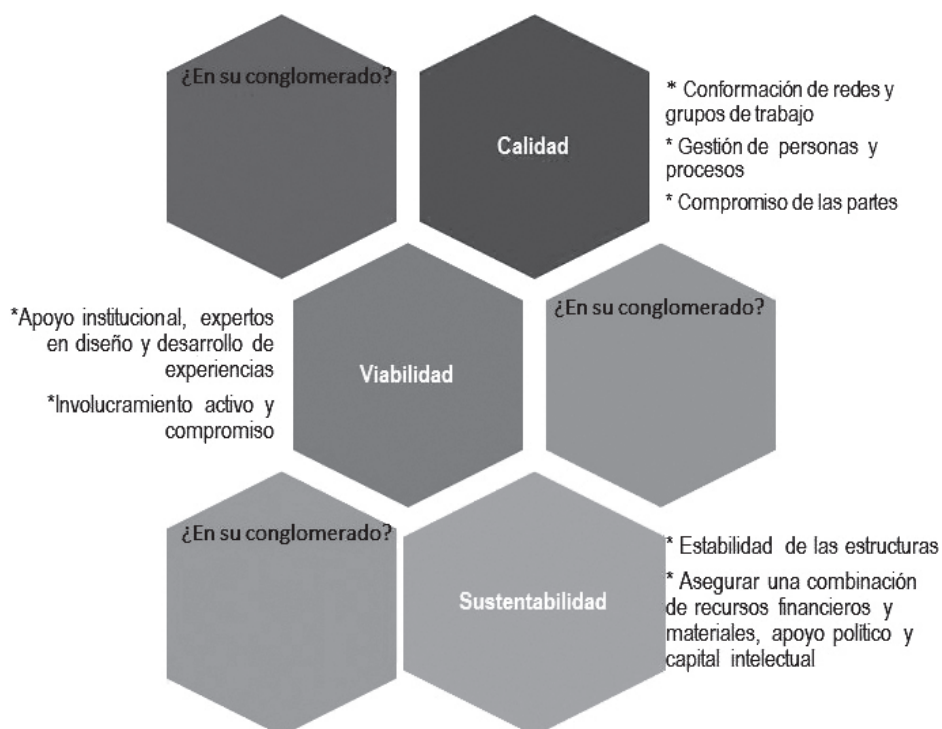 ¿En su conglomerado?
Calidad
* Conformación de redes y
grupos de trabajo
* Gestión de personas y
procesos
* Compromiso de las partes
*Apoyo institucional, expertos
en diseño y desarrollo de
experiencias
*Involucramiento activo y
compromiso
Viabilidad
¿En su conglomerado?
¿En su conglomerado?
Sustentabilidad
* Estabilidad de las estructuras
* Asegurar una combinación
de recursos financieros y
materiales, apoyo político y
capital intelectual